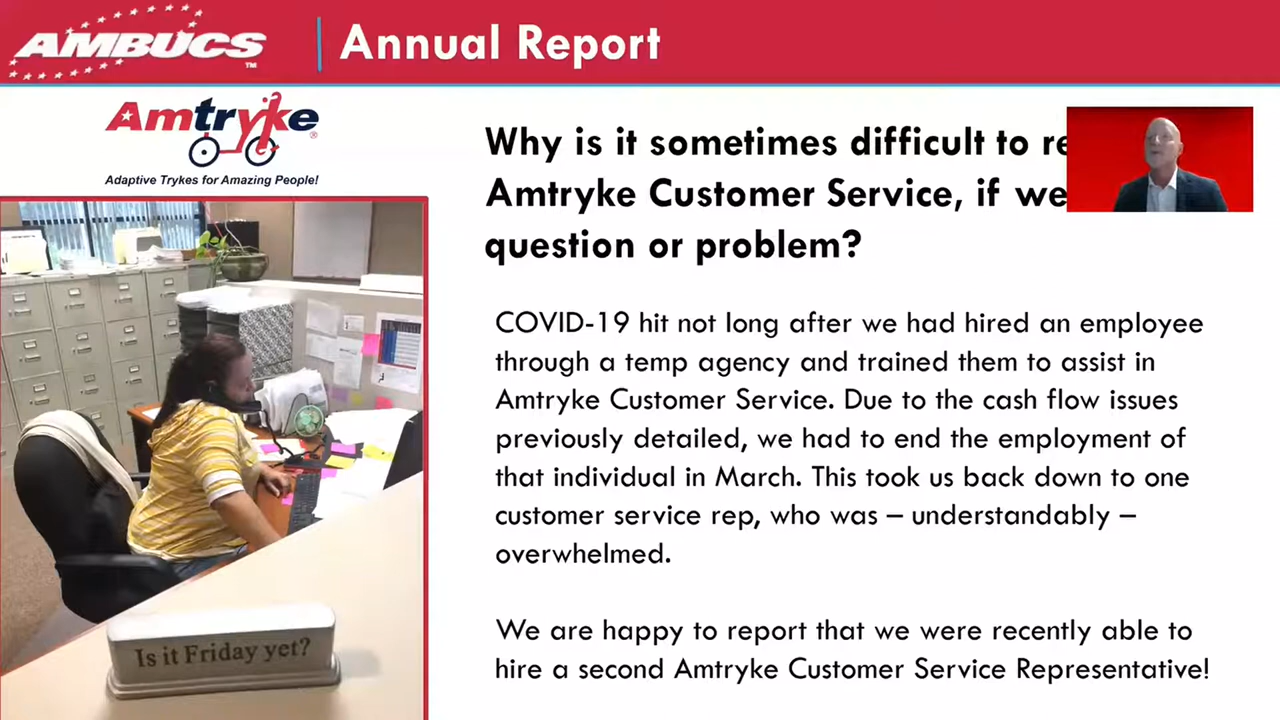 AMBUCS
TM
Annual Report
Amtryke
®
Adaptive Trykes for Amazing People!
Why is it sometimes difficult to re
Amtryke Customer Service, if we
question or problem?
COVID-19 hit not long after we had hired an employee
through a temp agency and trained them to assist in
Amtryke Customer Service. Due to the cash flow issues
previously detailed, we had to end the employment of
that individual in March. This took us back down to one
customer service rep, who was – understandably –
overwhelmed.
We are happy to report that we were recently able to
hire a second Amtryke Customer Service Representative!
Is it Friday yet?